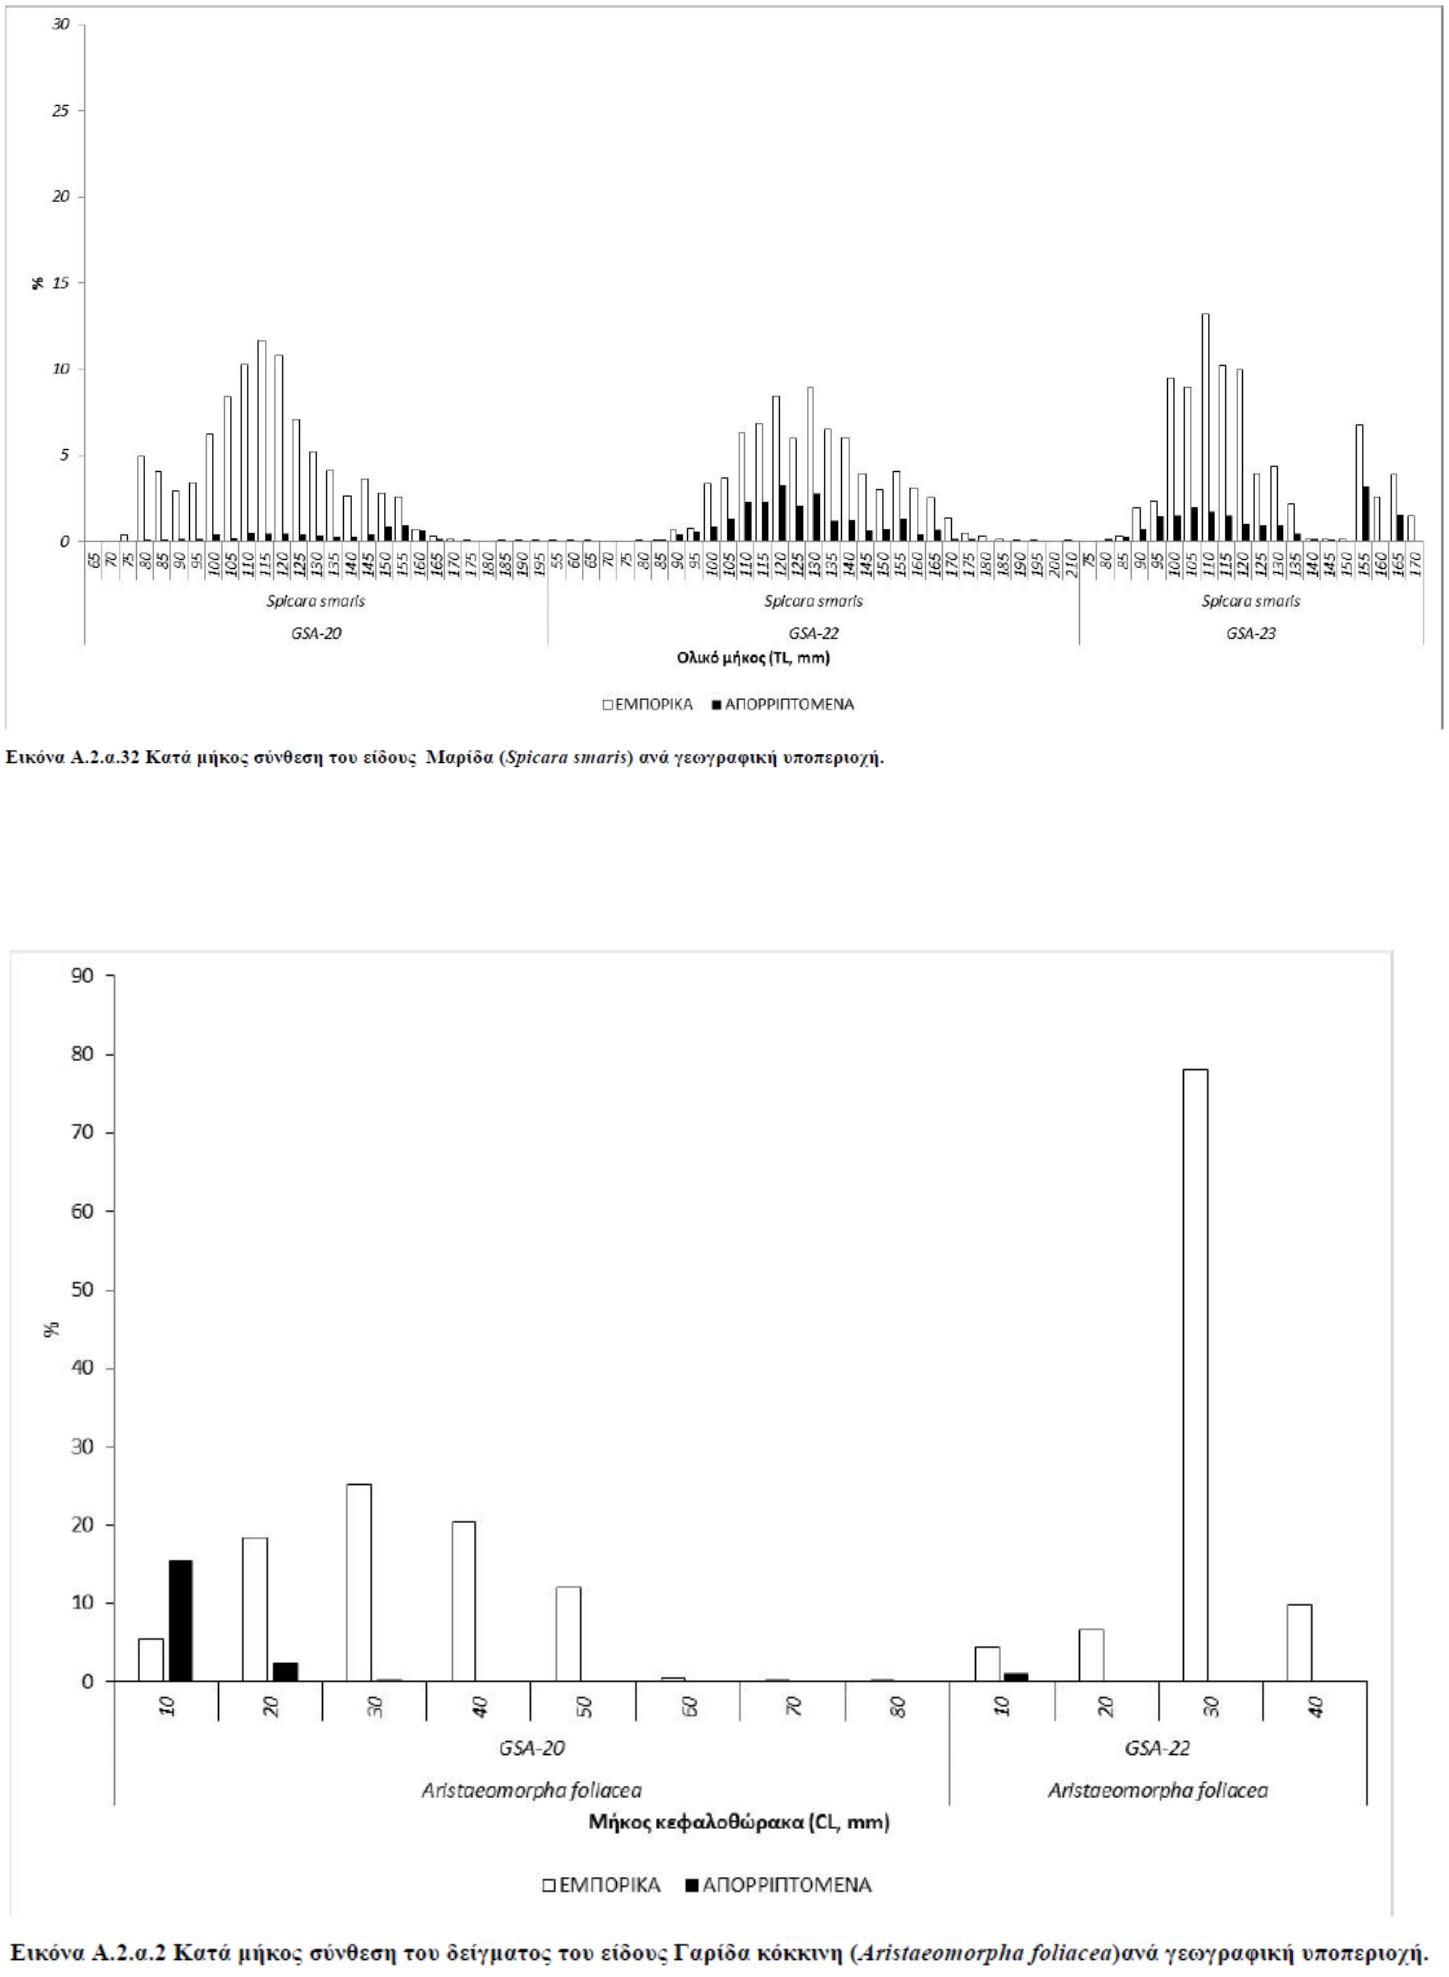 30
25
20
% 15
10
5
0
65 70 75 80 85 90 95 100 105 110 115 120 125 130 135 140 145 150 155 160 165 170 175 180 185 190 195 55 60 65 70 75 80 85 90 95 100 105 110 115 120 125 130 135 140 145 150 155 160 165 170 175 180 185 190 195 200 210 75 80 85 90 95 100 105 110 115 120 125 130 135 140 145 150 155 160 165 170
Spicara smaris Spicara smaris Spicara smaris
GSA-20 GSA-22 GSA-23
Ολικό μήκος (TL, mm)
ΕΜΠΟΡΙΚΑ ΑΠΟΡΡΙΠΤΟΜΕΝΑ
Εικόνα Α.2.α.32 Κατά μήκος σύνθεση του είδους Μαρίδα (Spicara smaris) ανά γεωγραφική υποπεριοχή.
90
80
70
60
50
%
40
30
20
10
0
10 20 30 40 50 60 70 80 10 20 30 40
GSA-20 GSA-22
Aristaeomorpha foliacea Aristaeomorpha foliacea
Μήκος κεφαλοθώρακα (CL, mm)
ΕΜΠΟΡΙΚΑ ΑΠΟΡΡΙΠΤΟΜΕΝΑ
Εικόνα Α.2.α.2 Κατά μήκος σύνθεση του δείγματος του είδους Γαρίδα κόκκινη (Aristaeomorpha foliacea)ανά γεωγραφική υποπεριοχή.